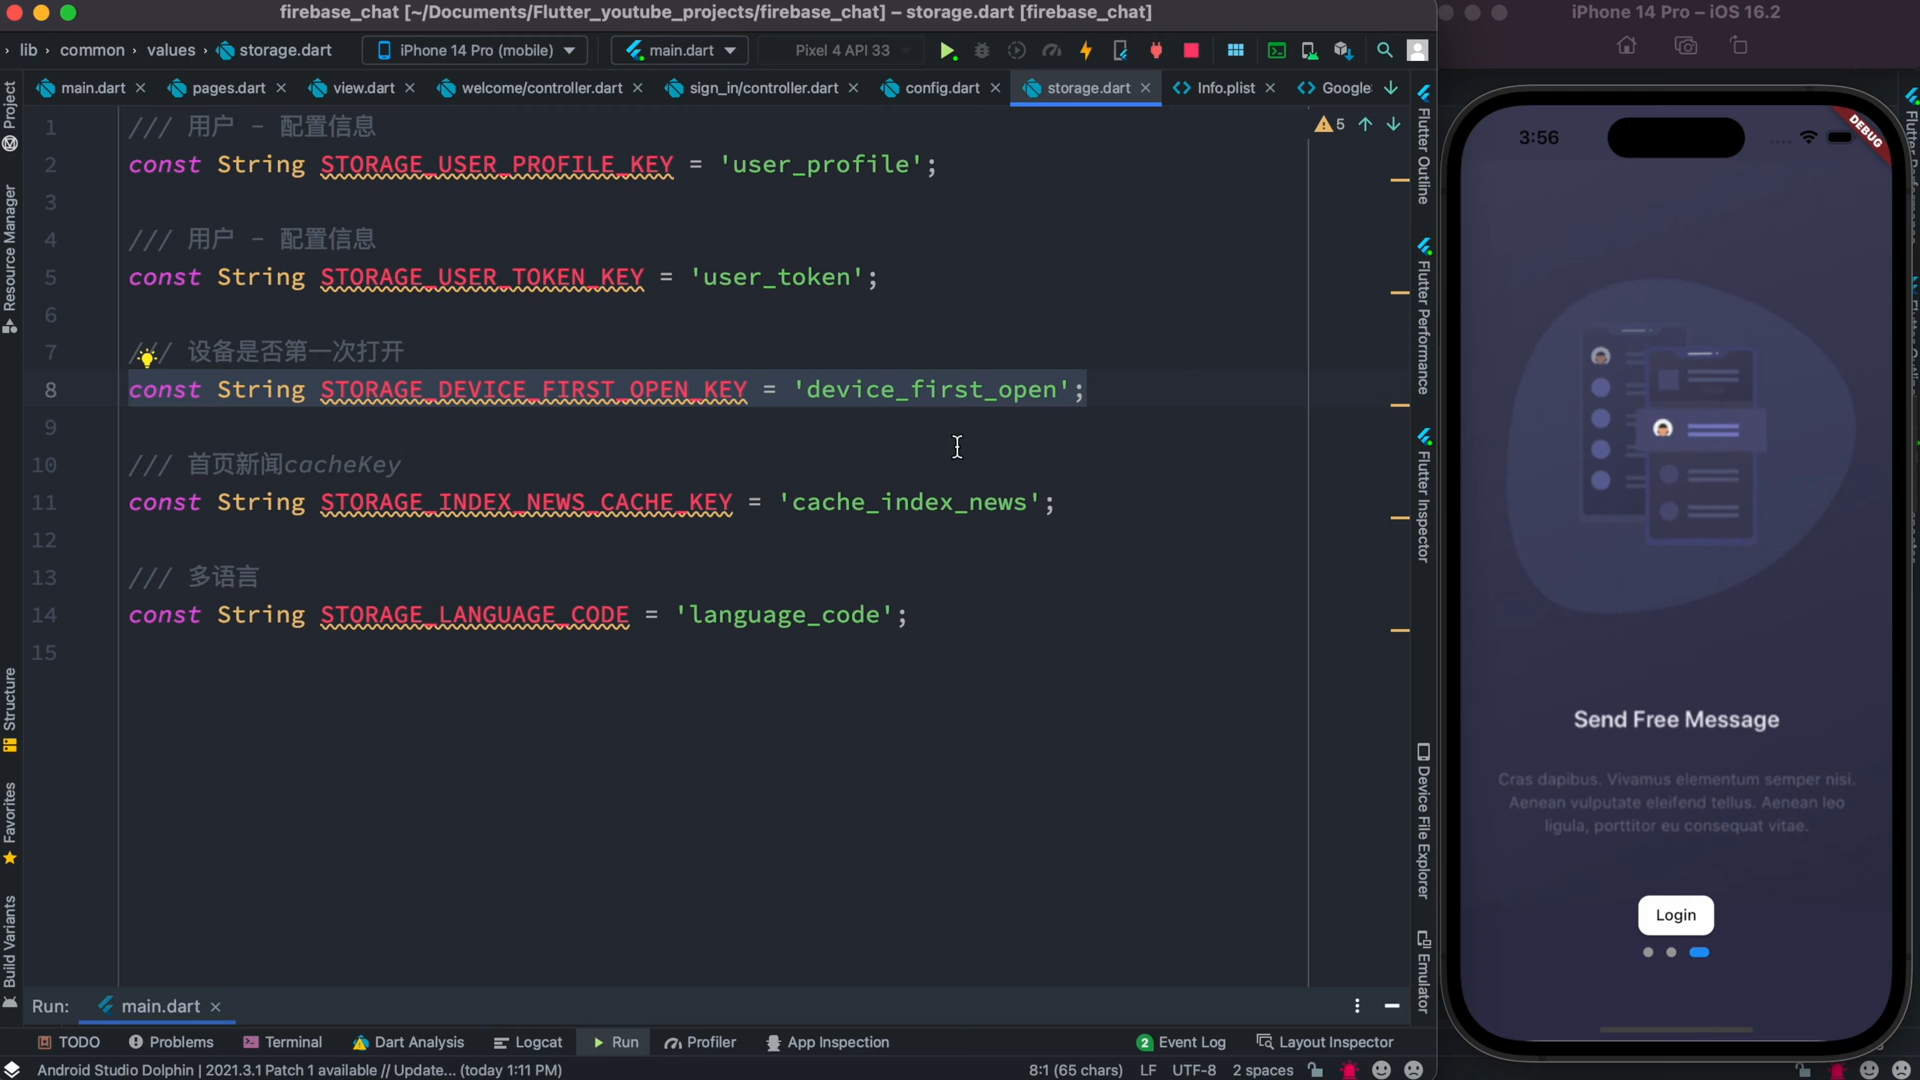 firebase_chat [~/Documents/Flutter_youtube_projects/firebase_chat] – storage.dart [firebase_chat]
iPhone 14 Pro – iOS 16.2
lib › common › values › storage.dart
iPhone 14 Pro (mobile)
main.dart
Pixel 4 API 33
main.dart
pages.dart
view.dart
welcome/controller.dart
sign_in/controller.dart
config.dart
storage.dart
Info.plist
Google
1 /// 用户 - 配置信息
5
2 const String STORAGE_USER_PROFILE_KEY = 'user_profile';
3
4 /// 用户 - 配置信息
5 const String STORAGE_USER_TOKEN_KEY = 'user_token';
6
7 /// 设备是否第一次打开
8 const String STORAGE_DEVICE_FIRST_OPEN_KEY = 'device_first_open';
9
10 /// 首页新闻cacheKey
11 const String STORAGE_INDEX_NEWS_CACHE_KEY = 'cache_index_news';
12
13 /// 多语言
14 const String STORAGE_LANGUAGE_CODE = 'language_code';
15
Project
Resource Manager
Structure
Favorites
Build Variants
Flutter Outline
Flutter Performance
Flutter Inspector
Device File Explorer
Emulator
3:56
DEBUG
Send Free Message
Cras dapibus. Vivamus elementum semper nisi.
Aenean vulputate eleifend tellus. Aenean leo
ligula, porttitor eu consequat vitae.
Login
Run: main.dart
TODO
Problems
Terminal
Dart Analysis
Logcat
Run
Profiler
App Inspection
2 Event Log
Layout Inspector
Android Studio Dolphin | 2021.3.1 Patch 1 available // Update... (today 1:11 PM)
8:1 (65 chars) LF UTF-8 2 spaces